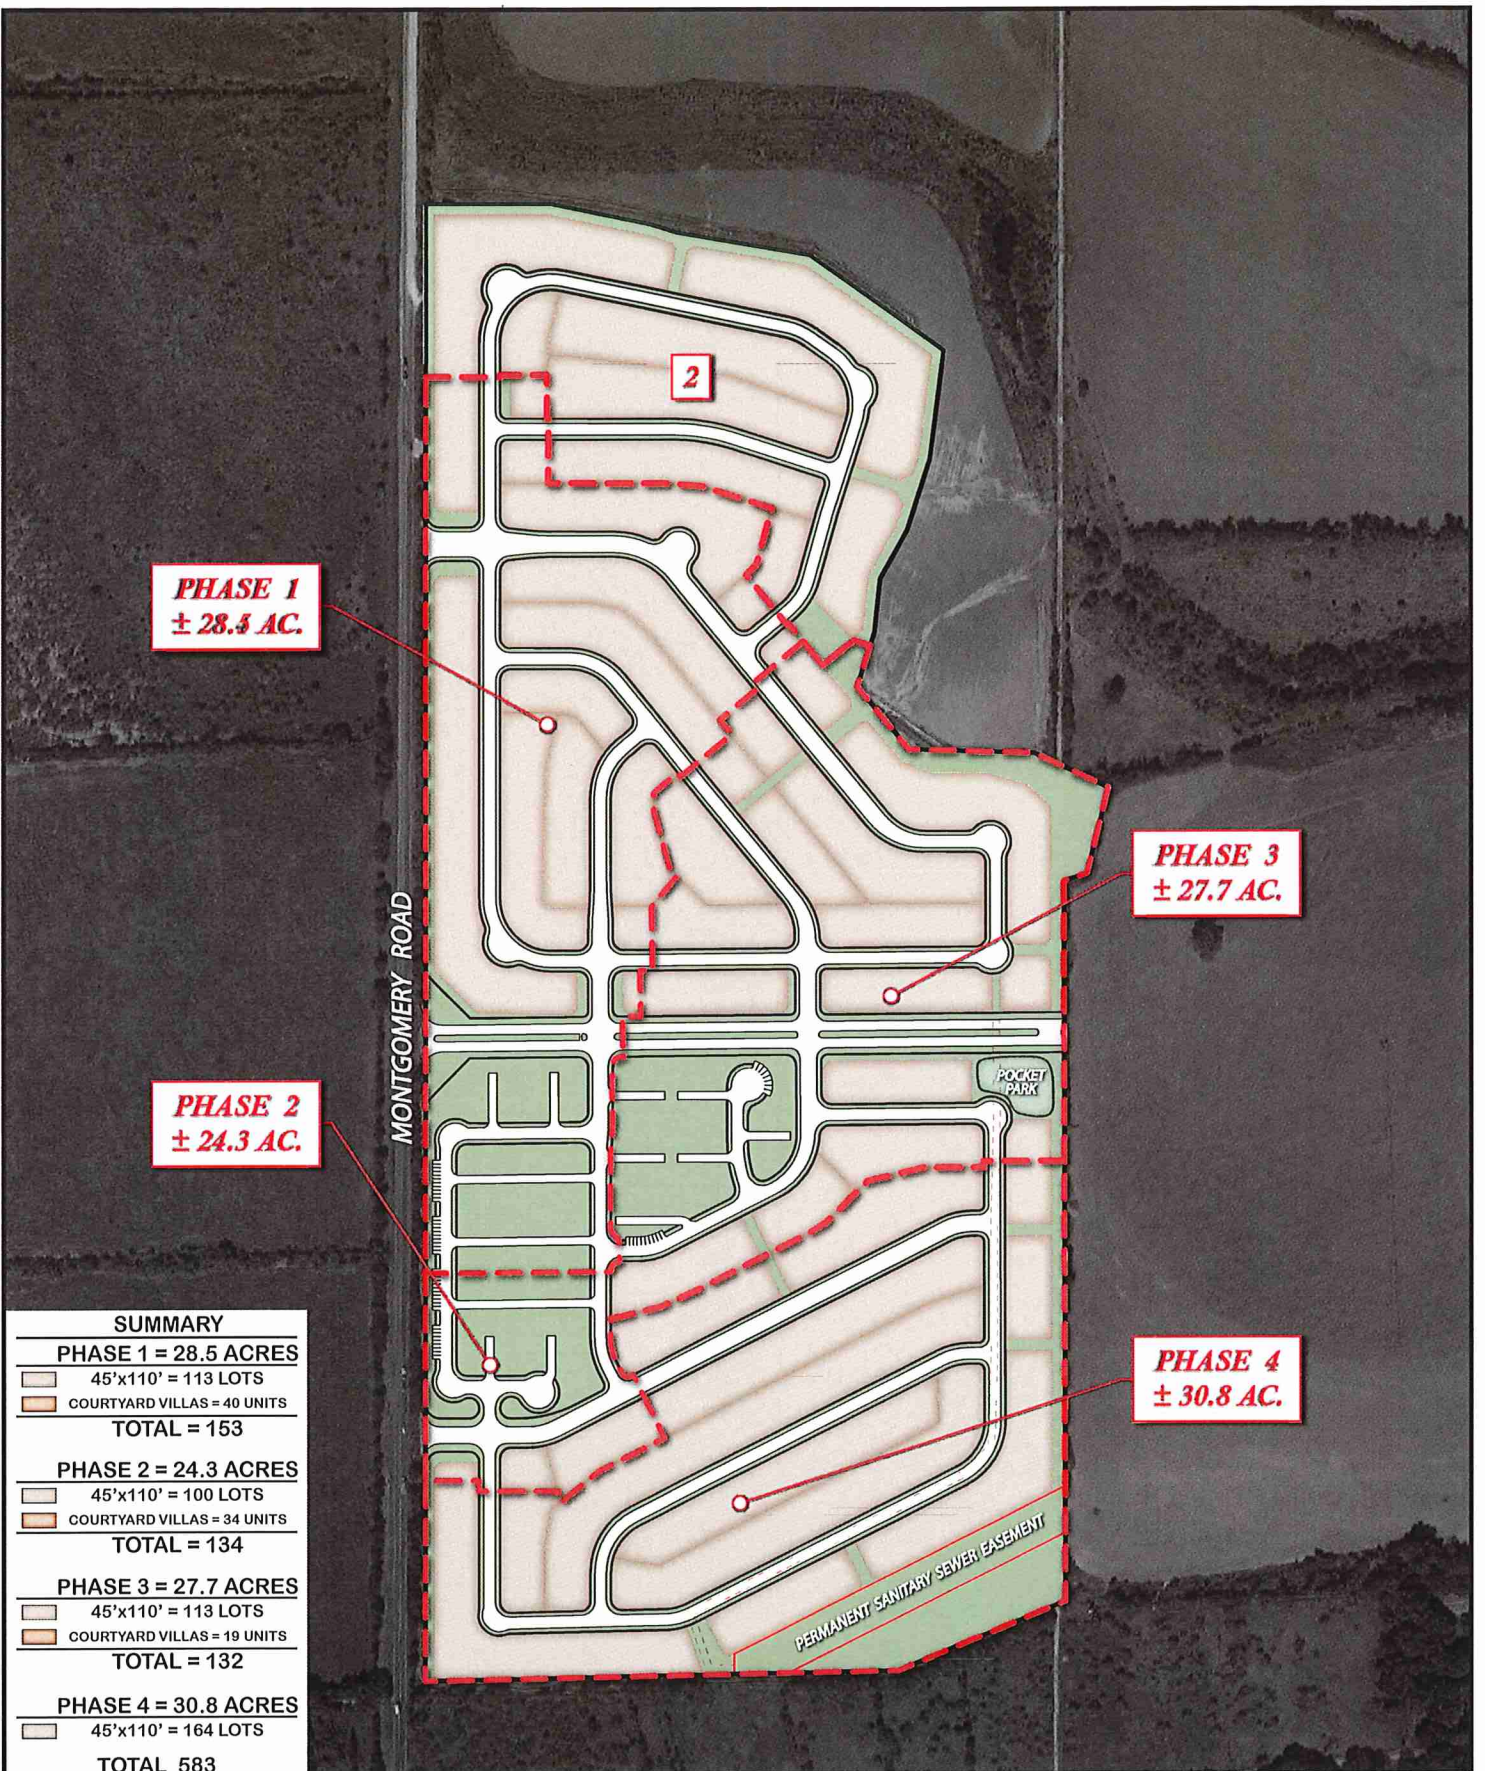 2
PHASE 1
± 28.5 AC.
PHASE 3
± 27.7 AC.
MONTGOMERY ROAD
POCKET
PARK
PHASE 2
± 24.3 AC.
PHASE 4
± 30.8 AC.
PERMANENT SANITARY SEWER EASEMENT
SUMMARY
PHASE 1 = 28.5 ACRES
45'x110' = 113 LOTS
COURTYARD VILLAS = 40 UNITS
TOTAL = 153
PHASE 2 = 24.3 ACRES
45'x110' = 100 LOTS
COURTYARD VILLAS = 34 UNITS
TOTAL = 134
PHASE 3 = 27.7 ACRES
45'x110' = 113 LOTS
COURTYARD VILLAS = 19 UNITS
TOTAL = 132
PHASE 4 = 30.8 ACRES
45'x110' = 164 LOTS
TOTAL 583